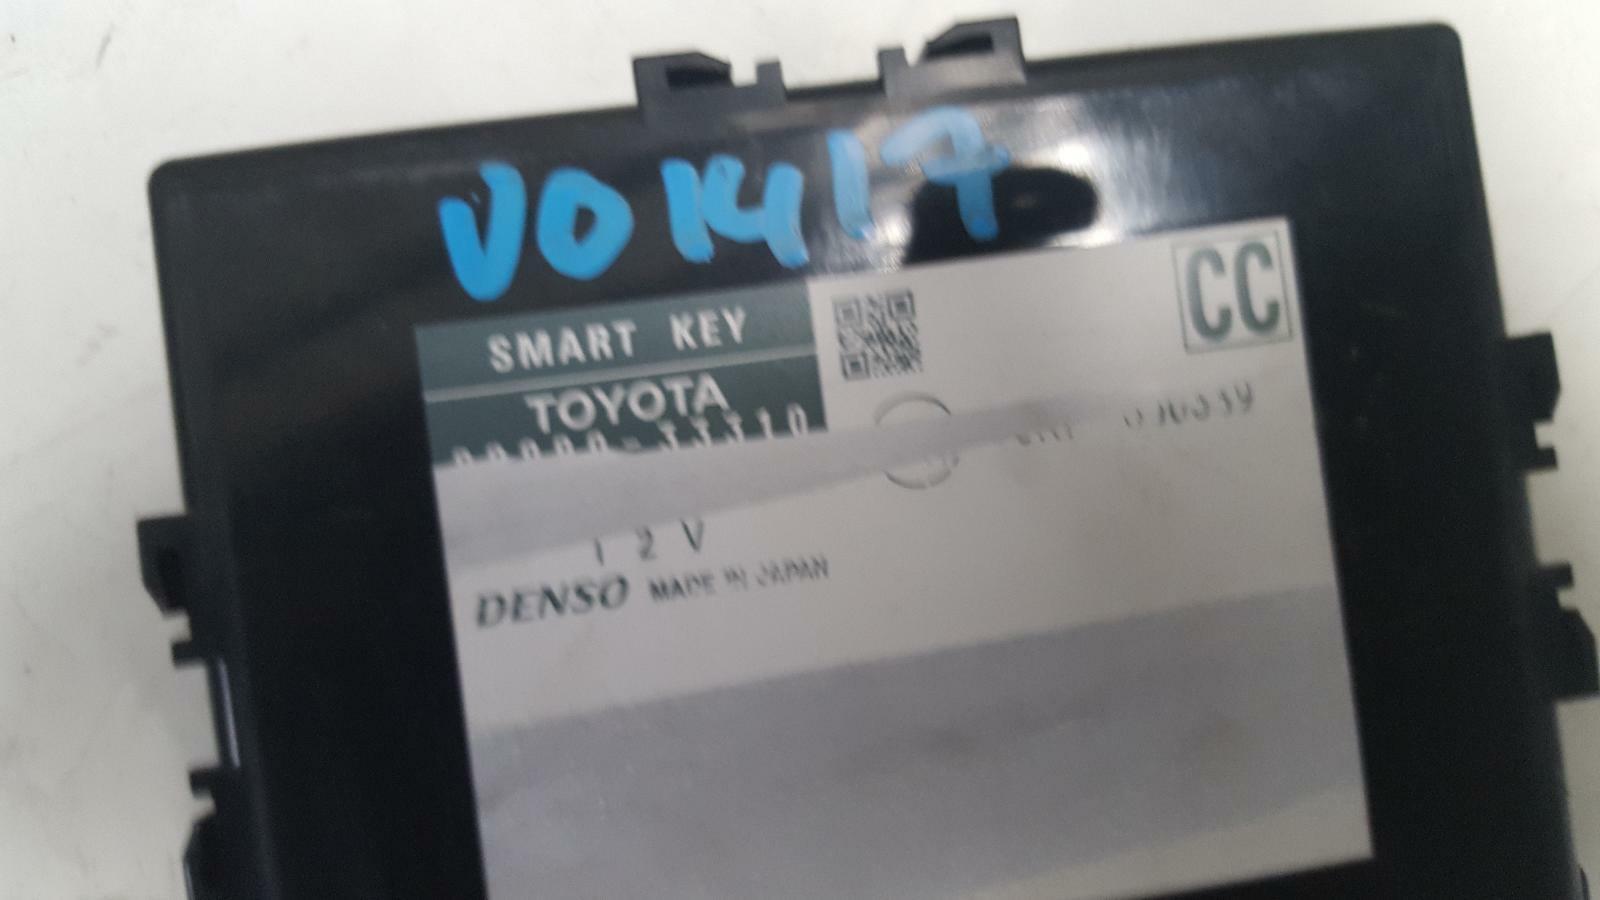 V01417
SMART KEY
CC
TOYOTA
12V
DENSO MADE IN JAPAN